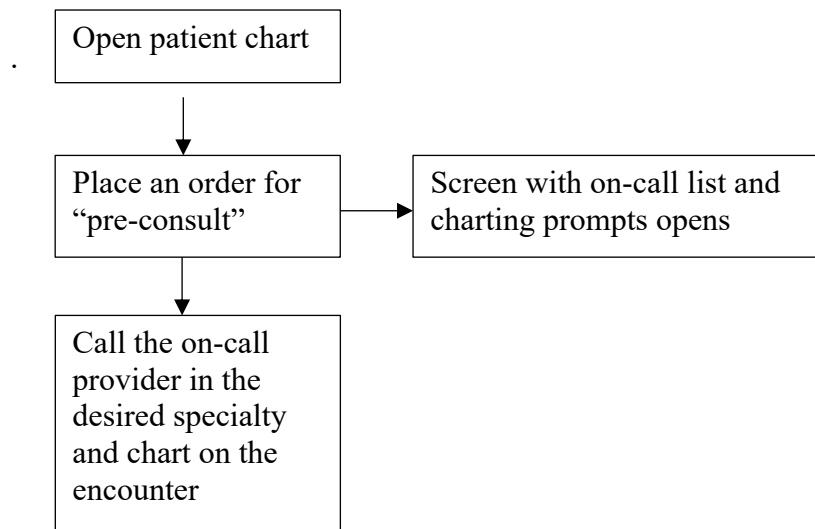 Open patient chart
.
Place an order for
“pre-consult”
Screen with on-call list and
charting prompts opens
Call the on-call
provider in the
desired specialty
and chart on the
encounter